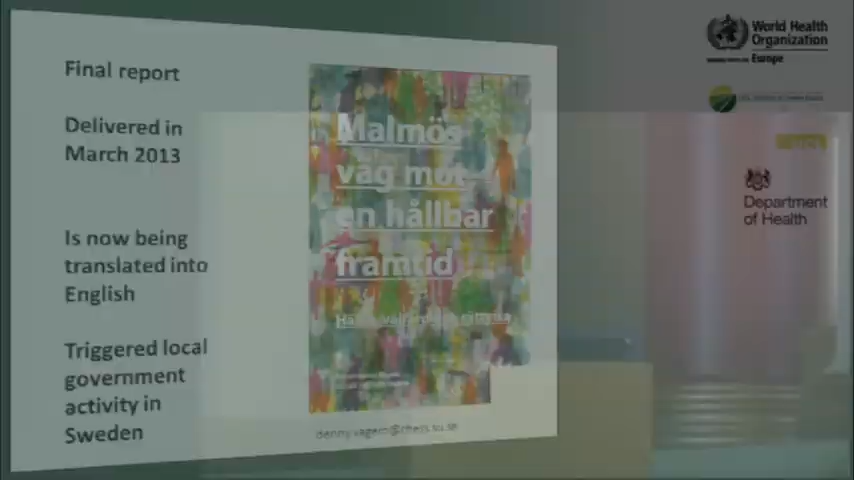 Final report
Delivered in
March 2013
Is now being
translated into
English
Triggered local
government
activity in
Sweden
Malmös
väg mot
en hållbar
framtid
World Health
Organization
Europe
Department
of Health